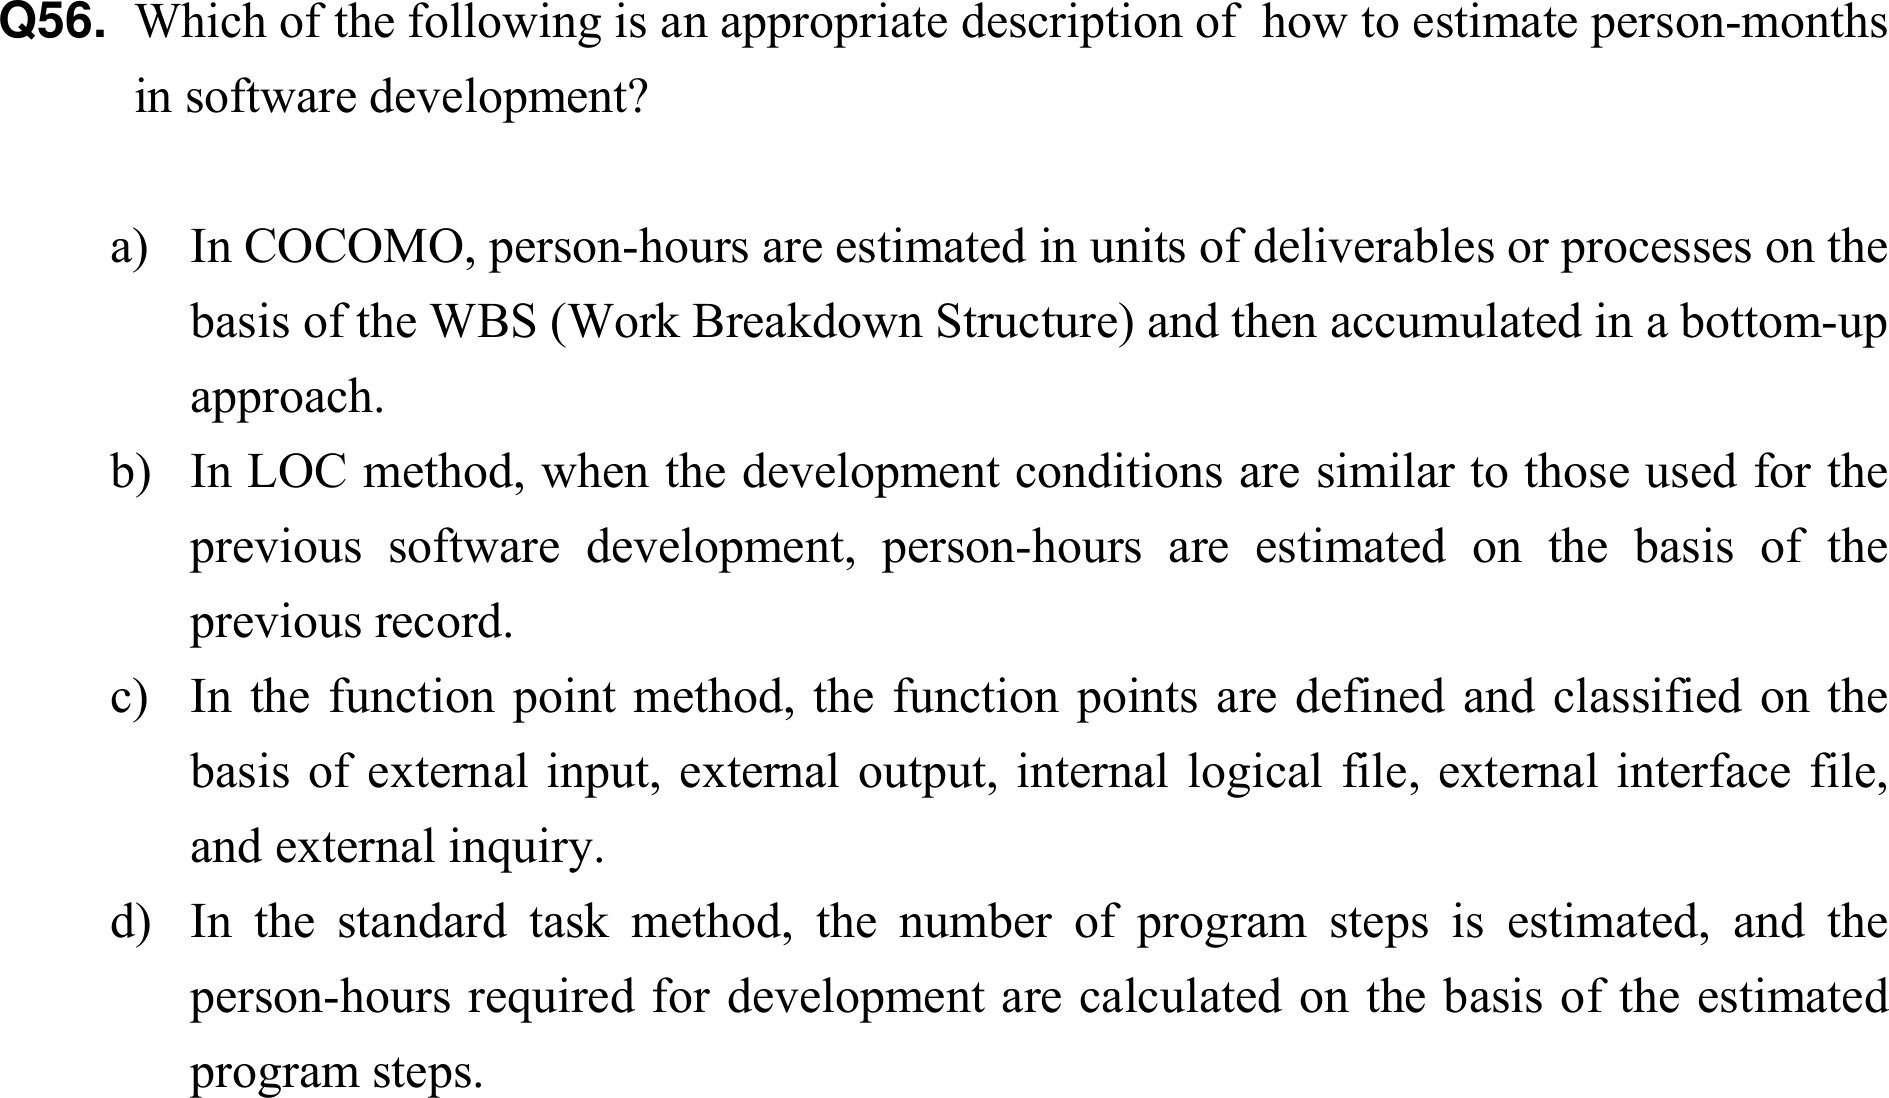 Q56. Which of the following is an appropriate description of how to estimate person-months
in software development?
a) In COCOMO, person-hours are estimated in units of deliverables or processes on the
basis of the WBS (Work Breakdown Structure) and then accumulated in a bottom-up
approach.
b) In LOC method, when the development conditions are similar to those used for the
previous software development, person-hours are estimated on the basis of the
previous record.
c) In the function point method, the function points are defined and classified on the
basis of external input, external output, internal logical file, external interface file,
and external inquiry.
d) In the standard task method, the number of program steps is estimated, and the
person-hours required for development are calculated on the basis of the estimated
program steps.